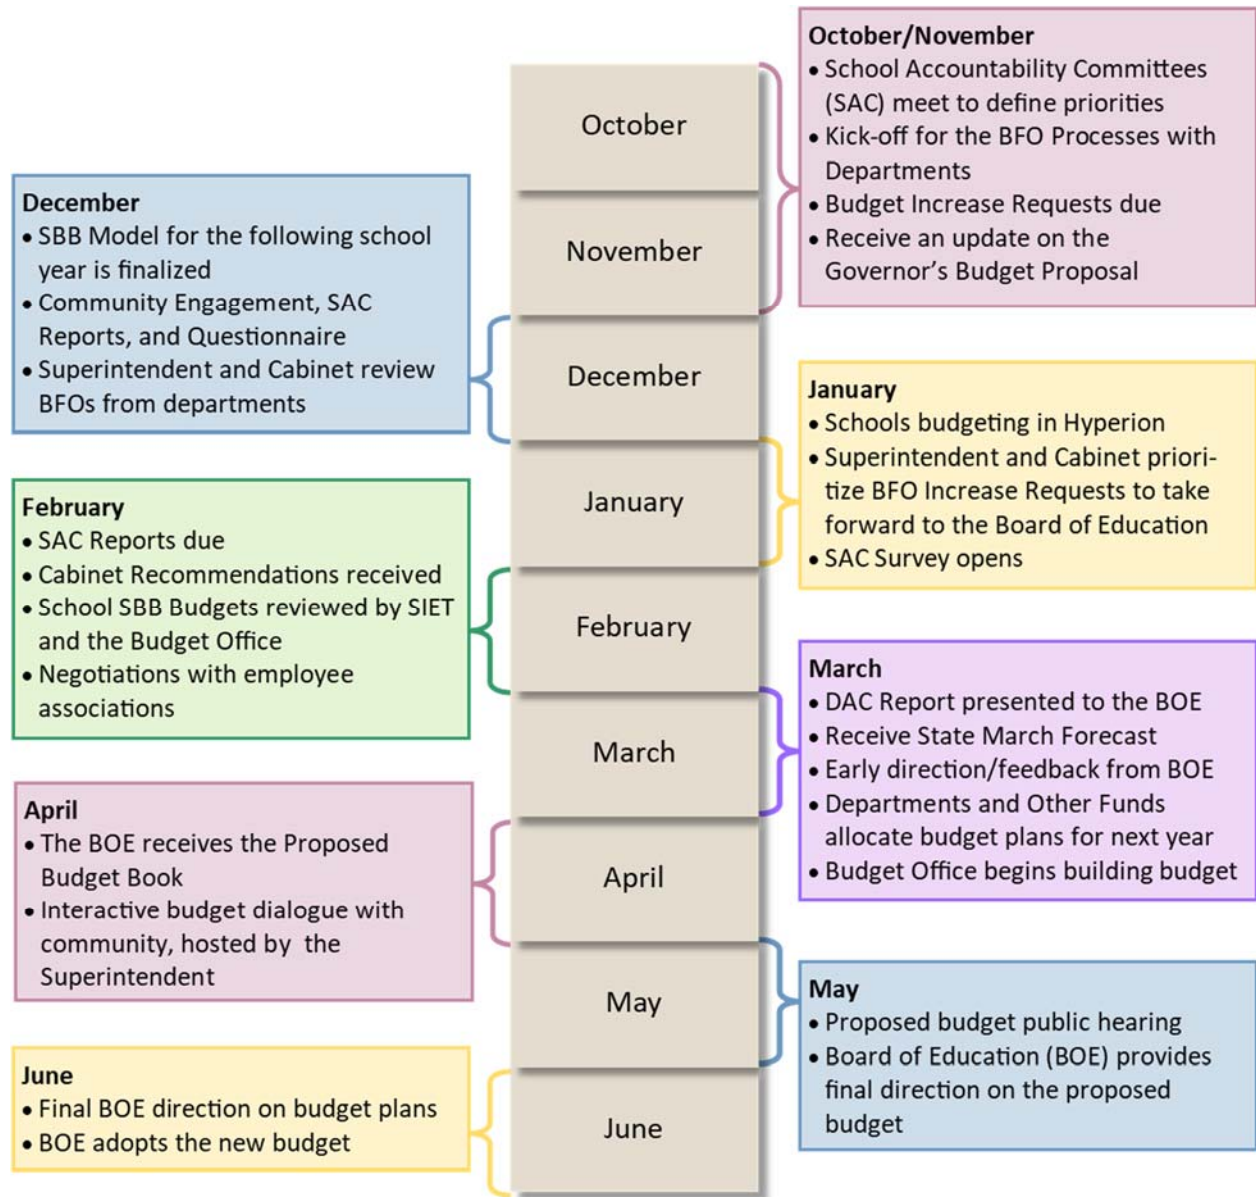 October/November
• School Accountability Committees
(SAC) meet to define priorities
• Kick-off for the BFO Processes with
Departments
• Budget Increase Requests due
• Receive an update on the
Governor's Budget Proposal
October
November
December
• SBB Model for the following school
year is finalized
• Community Engagement, SAC
Reports, and Questionnaire
• Superintendent and Cabinet review
BFOs from departments
December
January
• Schools budgeting in Hyperion
• Superintendent and Cabinet priori-
tize BFO Increase Requests to take
forward to the Board of Education
• SAC Survey opens
January
February
• SAC Reports due
• Cabinet Recommendations received
• School SBB Budgets reviewed by SIET
and the Budget Office
• Negotiations with employee
associations
February
March
• DAC Report presented to the BOE
• Receive State March Forecast
• Early direction/feedback from BOE
• Departments and Other Funds
allocate budget plans for next year
• Budget Office begins building budget
March
April
• The BOE receives the Proposed
Budget Book
• Interactive budget dialogue with
community, hosted by the
Superintendent
April
May
• Proposed budget public hearing
• Board of Education (BOE) provides
final direction on the proposed
budget
May
June
• Final BOE direction on budget plans
• BOE adopts the new budget
June